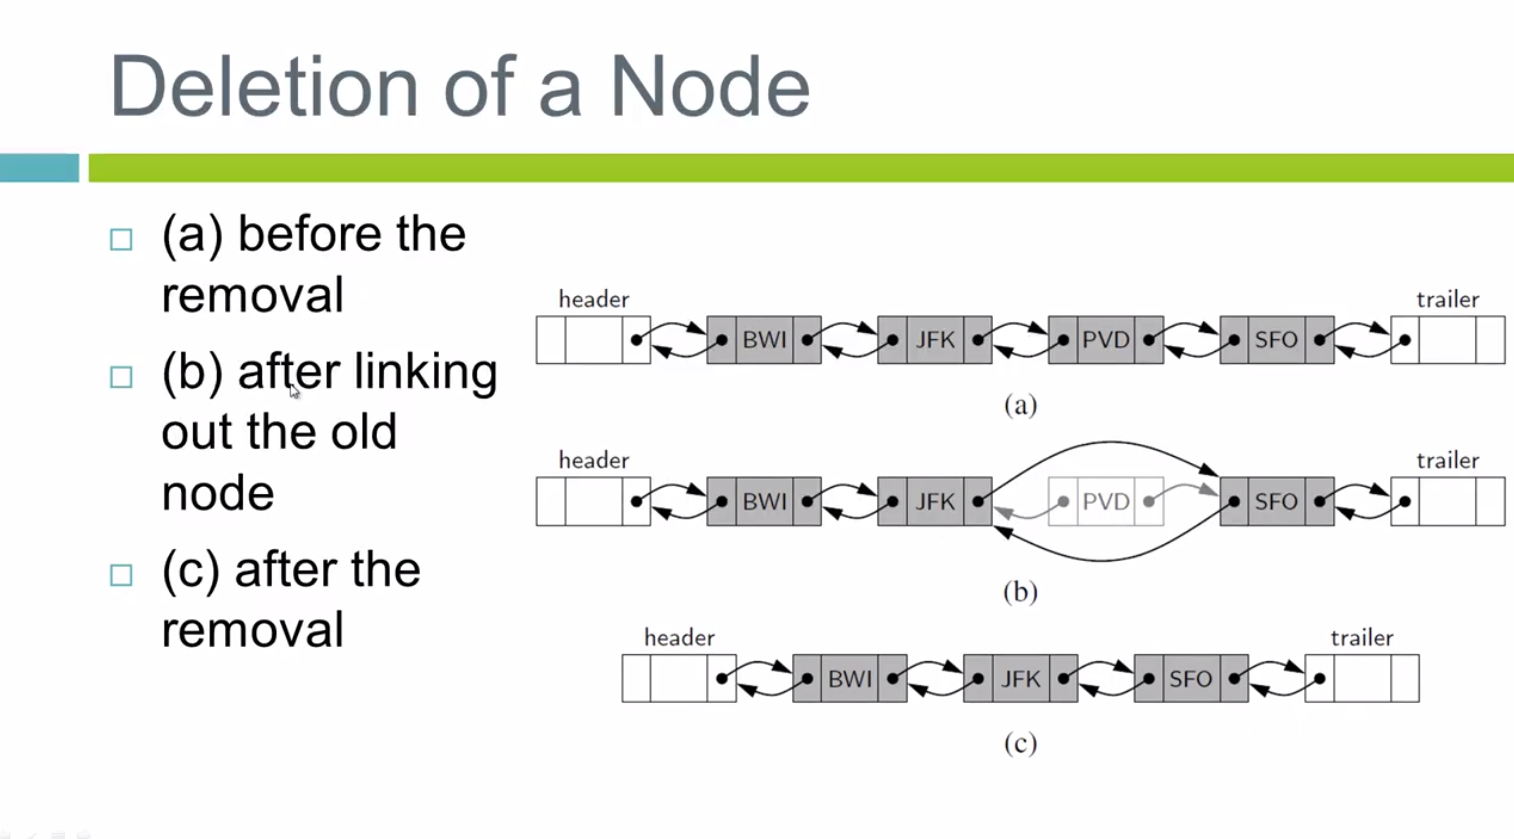 Deletion of a Node
(a) before the
removal
(b) after linking
out the old
node
(c) after the
removal
header trailer
BWI JFK PVD SFO
(a)
header trailer
BWI JFK PVD SFO
(b)
header trailer
BWI JFK SFO
(c)